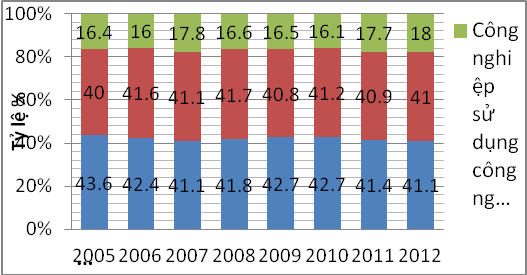 100%
80%
60%
40%
20%
0%
Tỷ lệ %
16.4 16 17.8 16.6 16.5 16.1 17.7 18
40 41.6 41.1 41.7 40.8 41.2 40.9 41
43.6 42.4 41.1 41.8 42.7 42.7 41.4 41.1
2005 2006 2007 2008 2009 2010 2011 2012
...
Công
nghi
ệp
sử
dụng
công
ng...